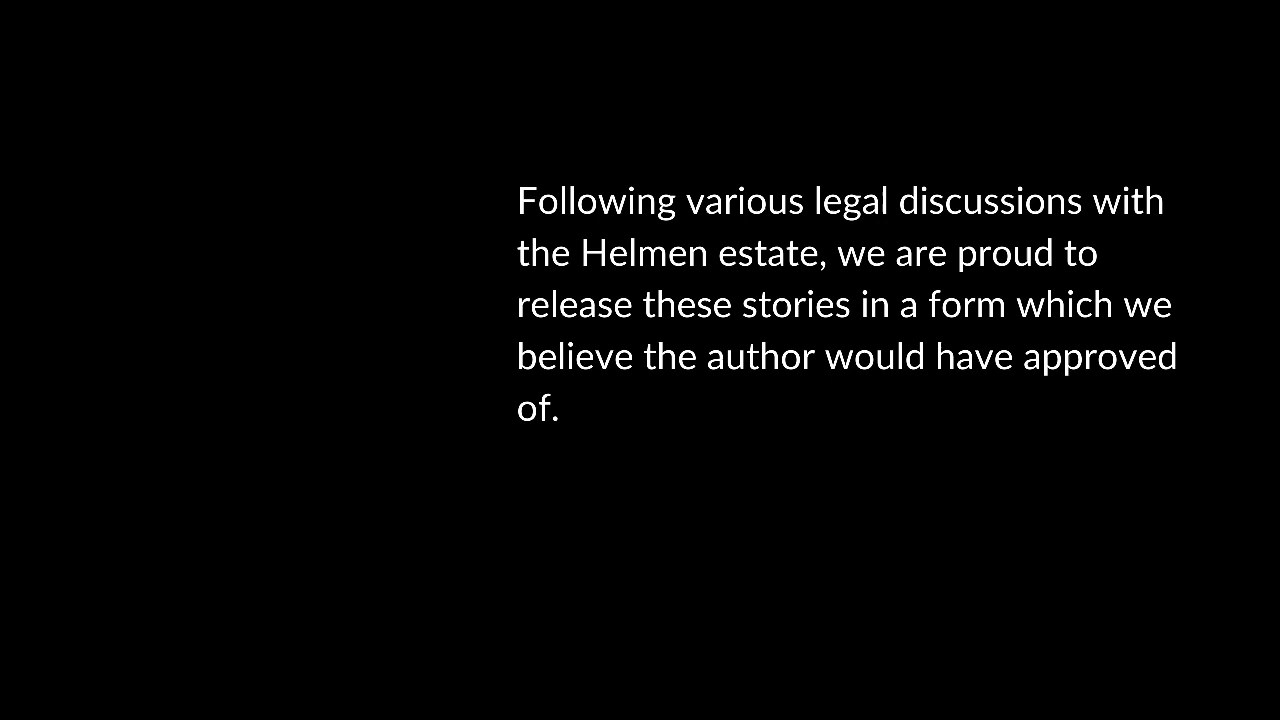 Following various legal discussions with
the Helmen estate, we are proud to
release these stories in a form which we
believe the author would have approved
of.